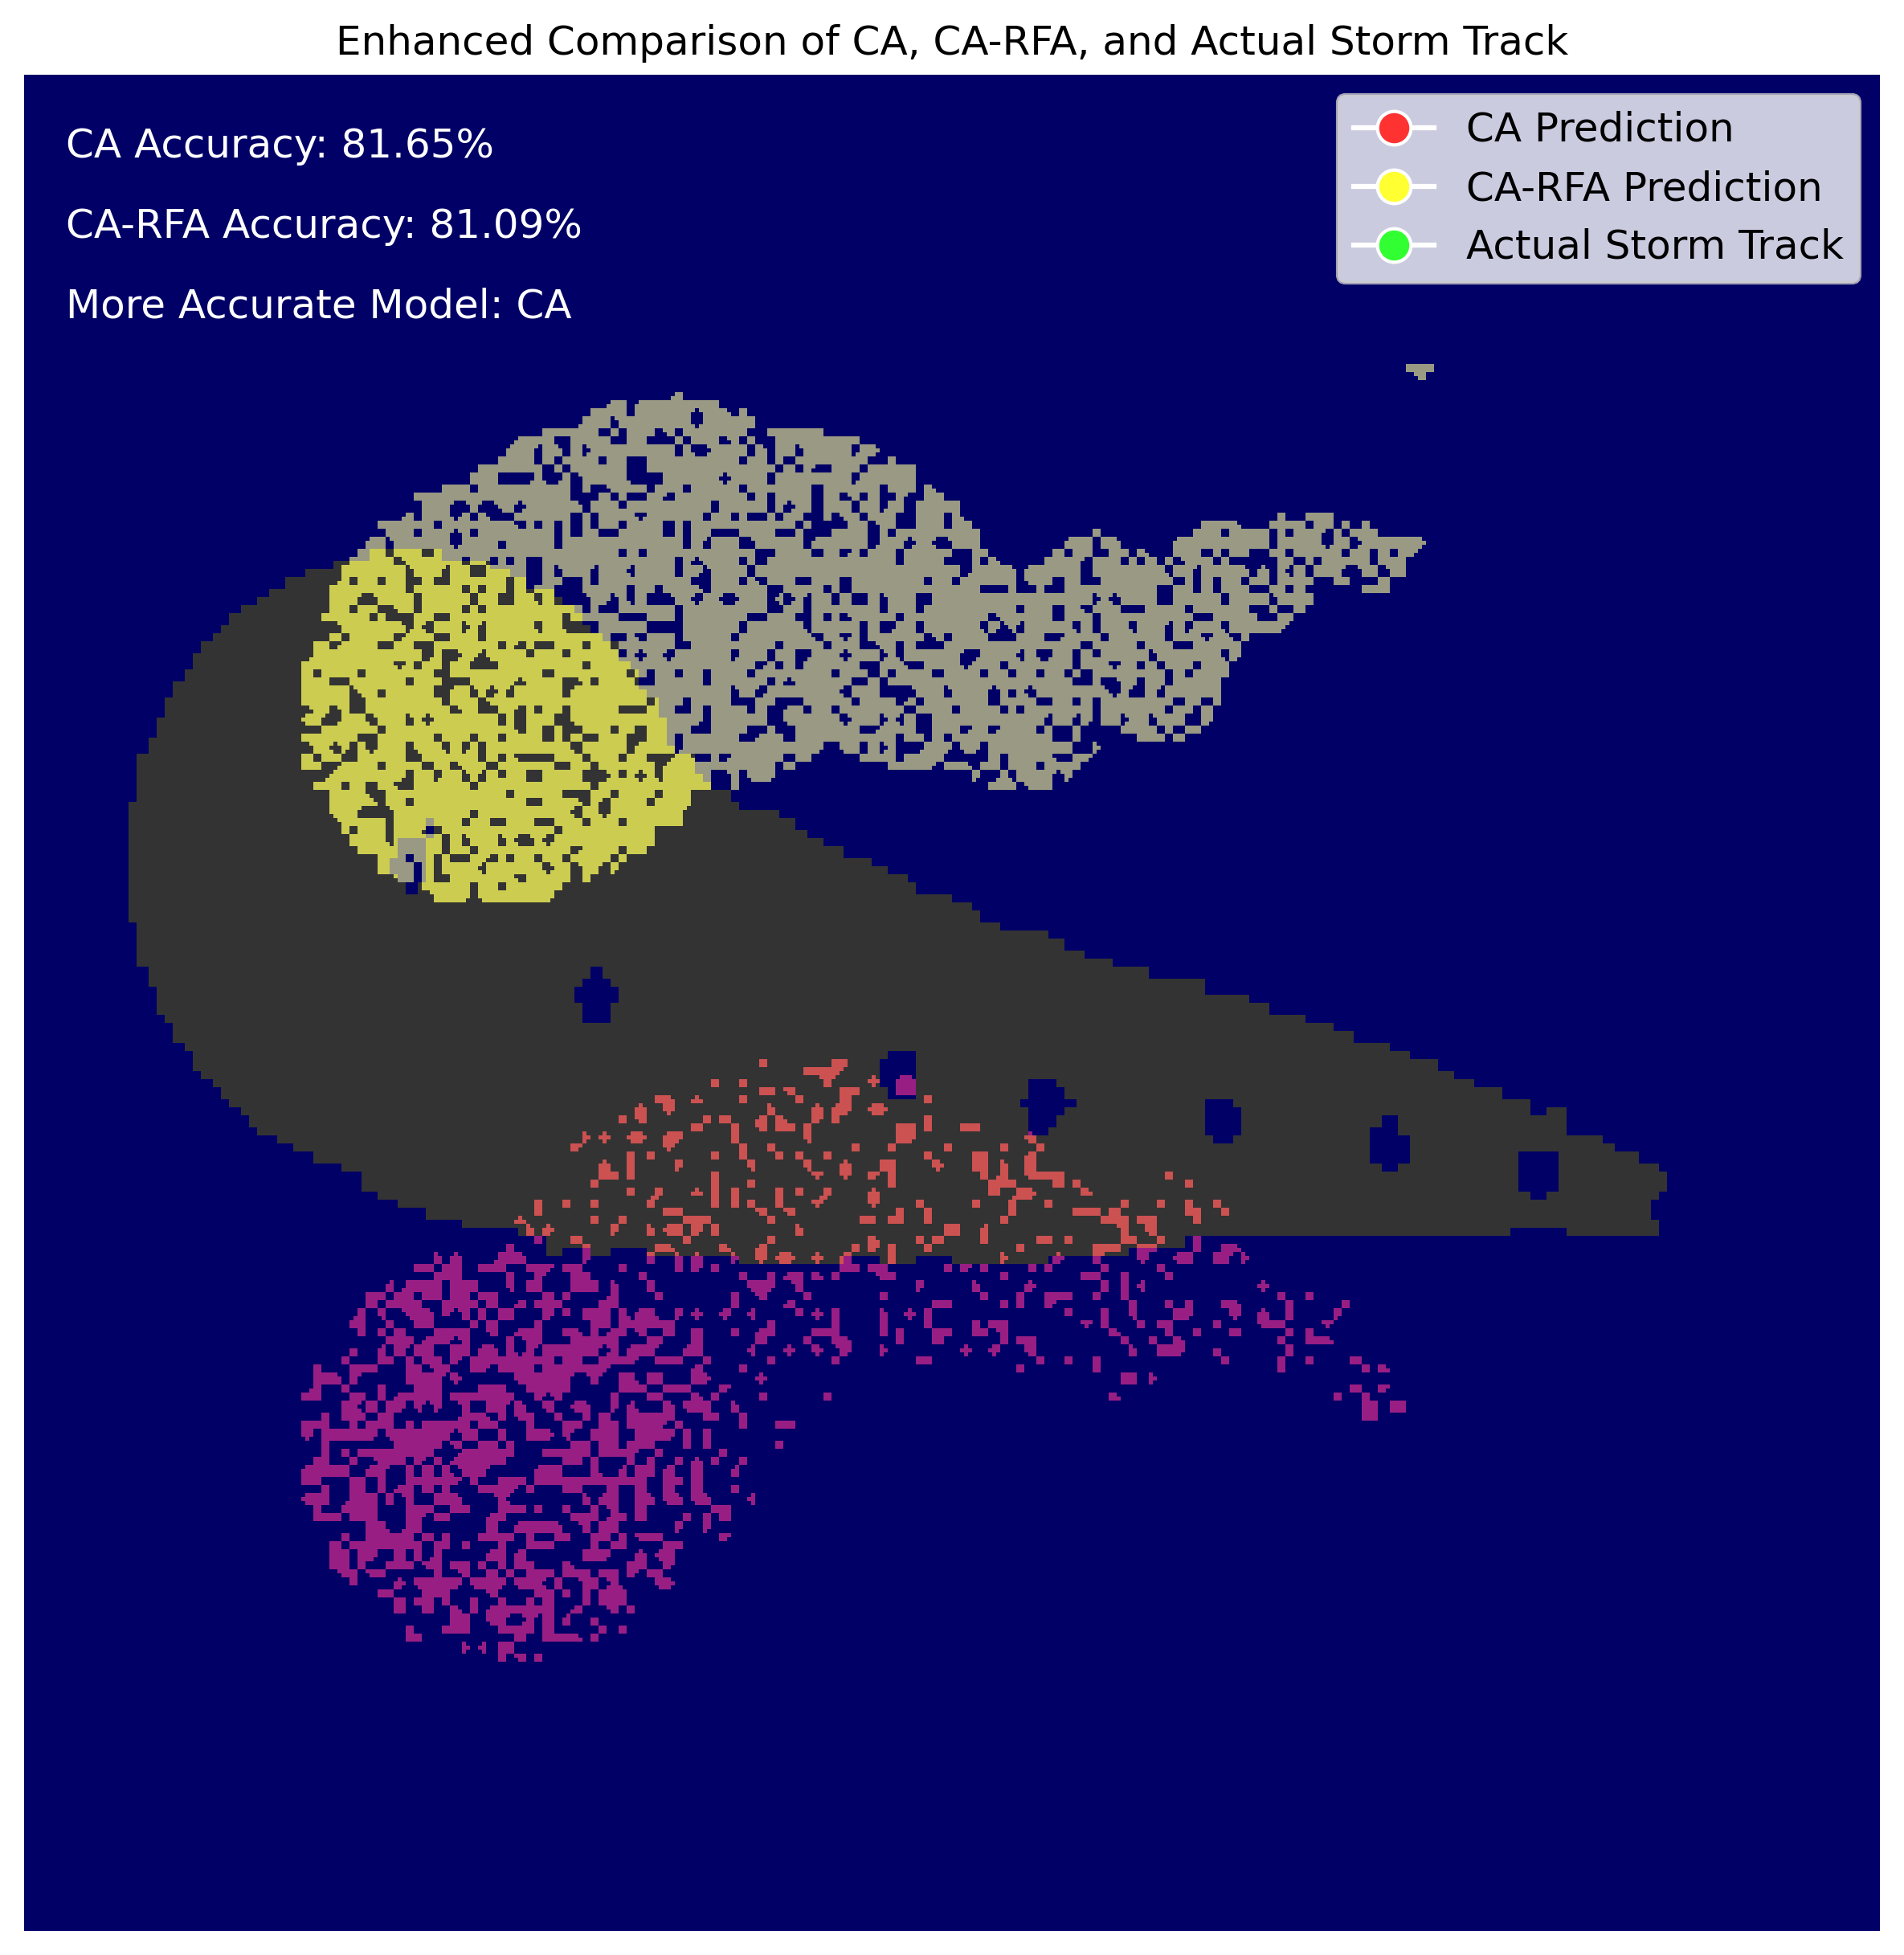 Enhanced Comparison of CA, CA-RFA, and Actual Storm Track
CA Accuracy: 81.65%
CA-RFA Accuracy: 81.09%
More Accurate Model: CA
CA Prediction
CA-RFA Prediction
Actual Storm Track